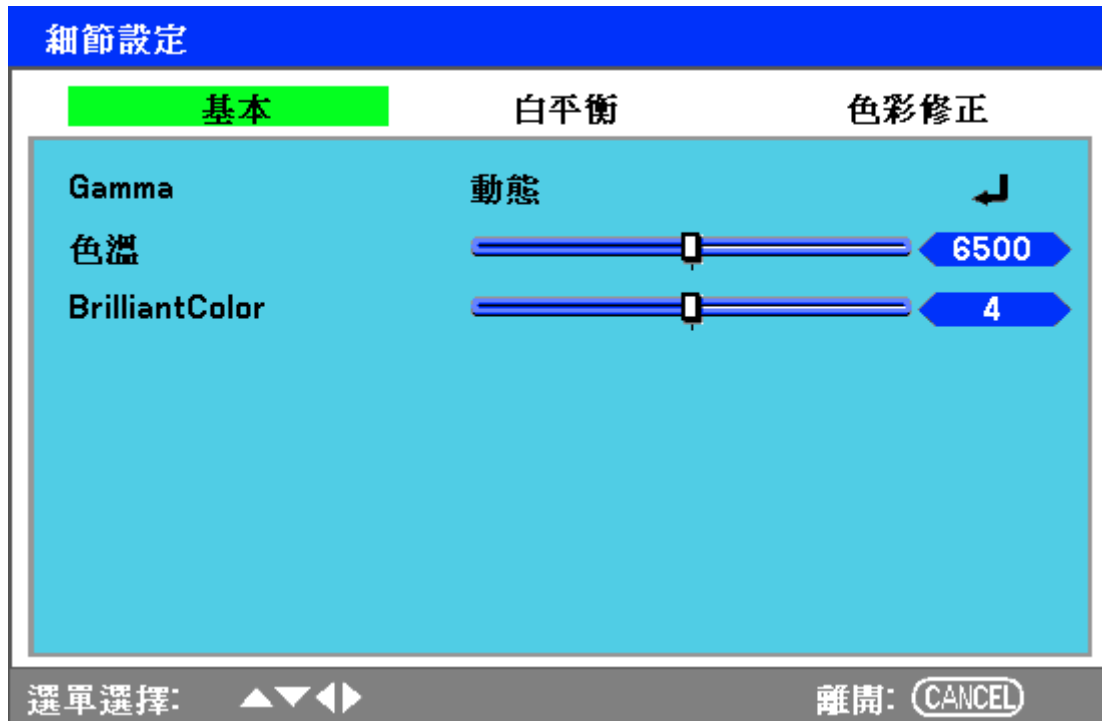 細節設定
基本 白平衡 色彩修正
Gamma 動態
色溫 6500
BrilliantColor 4
選單選擇: 離開: CANCEL